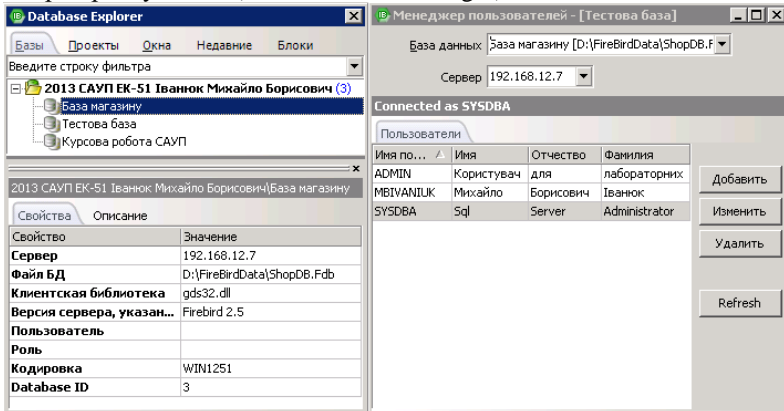 Database Explorer
Базы Проекты Окна Недавние Блоки
Введите строку фильтра
2013 САУП ЕК-51 Іванюк Михайло Борисович (3)
База магазину
Тестова база
Курсова робота САУП
2013 САУП ЕК-51 Іванюк Михайло Борисович\База магазину
Свойства Описание
Свойство Значение
Сервер 192.168.12.7
Файл БД D:\FireBirdData\ShopDB.Fdb
Клиентская библиотека gds32.dll
Версия сервера, указан... Firebird 2.5
Пользователь
Роль
Кодировка WIN1251
Database ID 3
Менеджер пользователей - [Тестова база]
База данных База магазину [D:\FireBirdData\ShopDB.F
Сервер 192.168.12.7
Connected as SYSDBA
Пользователи
Имя по... Имя Отчество Фамилия
ADMIN Користувач для лабораторних
MBIVANIUK Михайло Борисович Іванюк
SYSDBA Sql Server Administrator
Добавить
Изменить
Удалить
Refresh